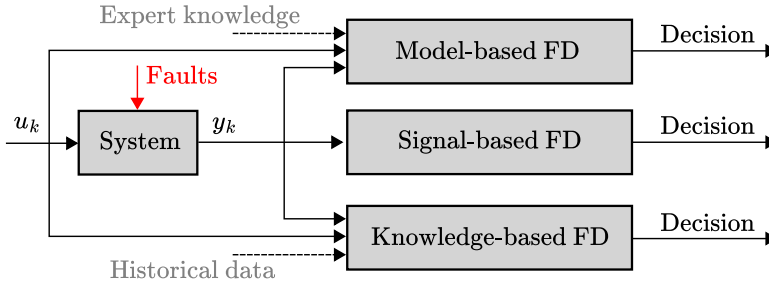 Expert knowledge
Model-based FD
Decision
Faults
u_k
System
y_k
Signal-based FD
Decision
Knowledge-based FD
Decision
Historical data